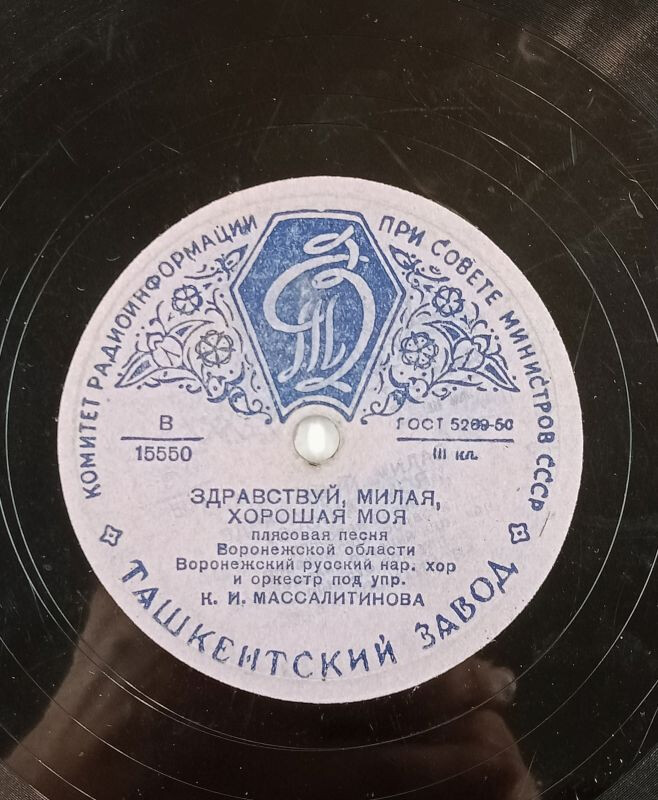 КОМИТЕТ РАДИОИНФОРМАЦИИ ПРИ СОВЕТЕ МИНИСТРОВ СССР
В
15550
ГОСТ 5289-50
III кл.
ЗДРАВСТВУЙ, МИЛАЯ,
ХОРОШАЯ МОЯ
плясовая песня
Воронежской области
Воронежский русский нар. хор
и оркестр под упр.
К. И. МАССАЛИТИНОВА
ТАШКЕНТСКИЙ ЗАВОД